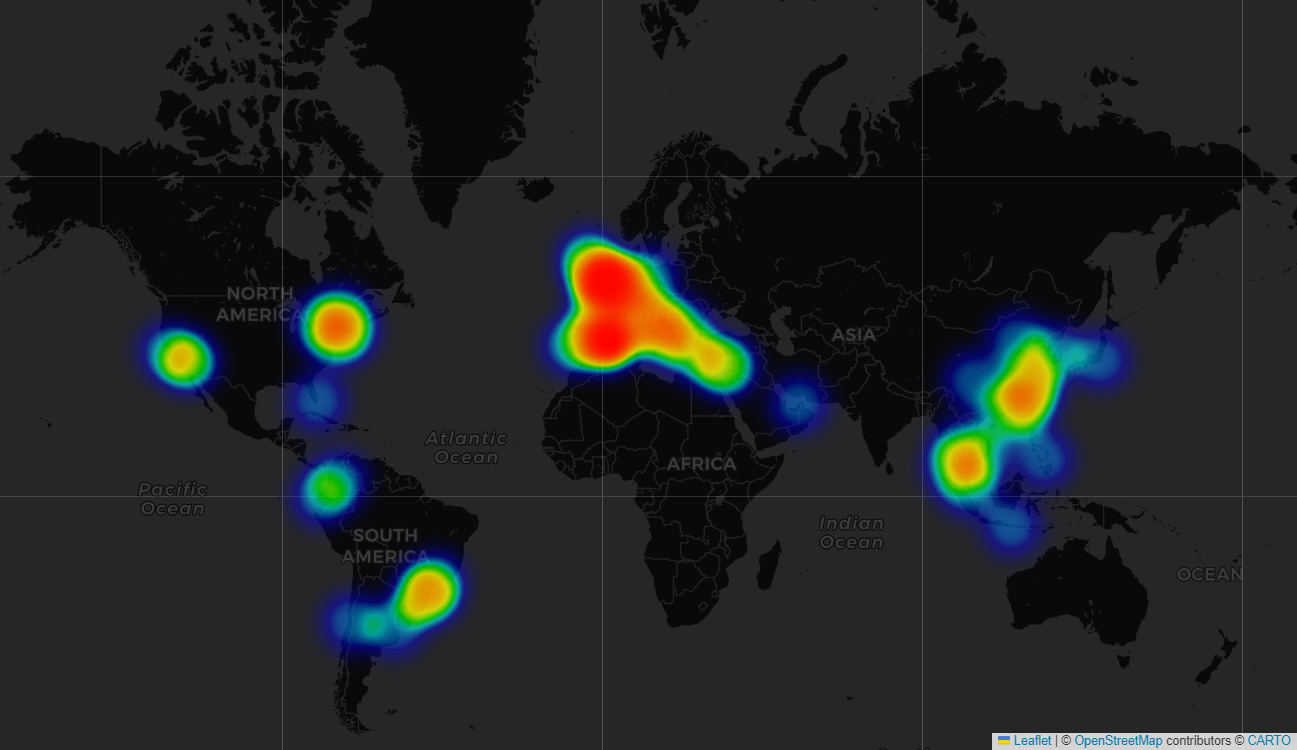 NORTH
AMERICA
ASIA
Atlantic
Ocean
AFRICA
Pacific
Ocean
SOUTH
AMERICA
Indian
Ocean
OCEAN
Leaflet | © OpenStreetMap contributors © CARTO